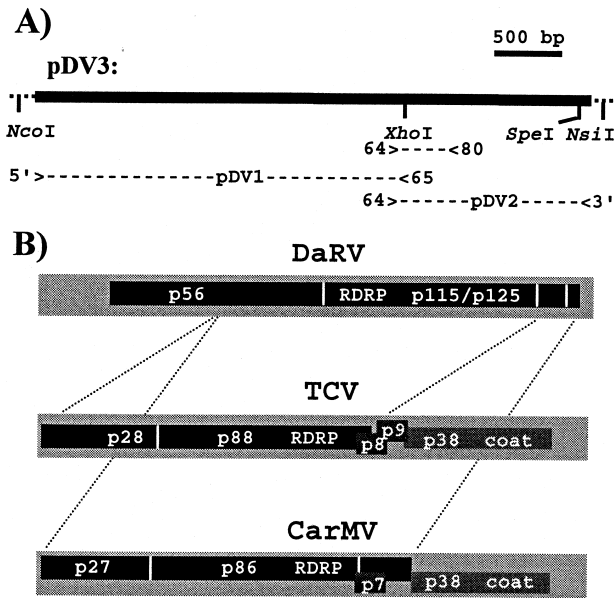 A)
500 bp
pDV3:
NcoI XhoI SpeI NsiI
64>----<80
5'>------------pDV1----------<65
64>-----pDV2-----<3'
B)
DaRV
p56 RDRP p115/p125
TCV
p28 p88 RDRP p8 p9 p38 coat
CarMV
p27 p86 RDRP p7 p38 coat